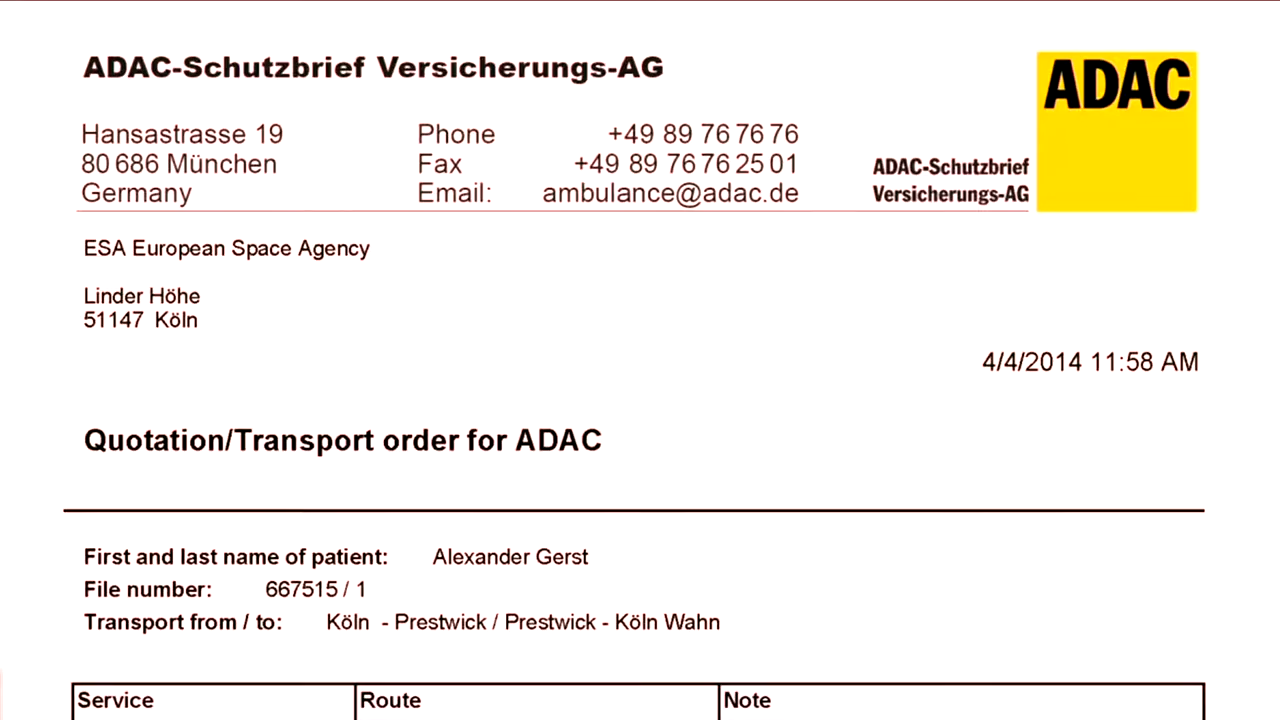 ADAC-Schutzbrief Versicherungs-AG
ADAC
Hansastrasse 19 Phone +49 89 76 76 76
80 686 München Fax +49 89 76 76 25 01
Germany Email: ambulance@adac.de
ADAC-Schutzbrief
Versicherungs-AG
ESA European Space Agency
Linder Höhe
51147 Köln
4/4/2014 11:58 AM
Quotation/Transport order for ADAC
First and last name of patient: Alexander Gerst
File number: 667515 / 1
Transport from / to: Köln - Prestwick / Prestwick - Köln Wahn
Service Route Note